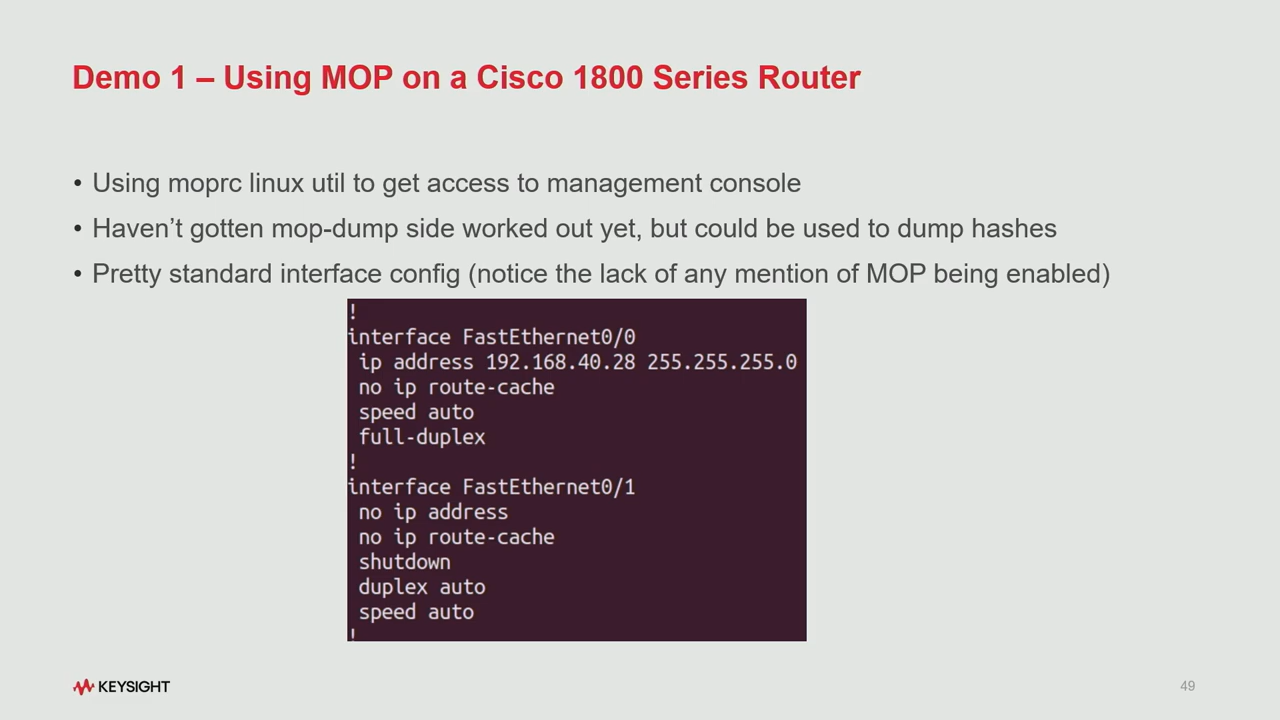 Demo 1 – Using MOP on a Cisco 1800 Series Router
• Using moprc linux util to get access to management console
• Haven’t gotten mop-dump side worked out yet, but could be used to dump hashes
• Pretty standard interface config (notice the lack of any mention of MOP being enabled)
!
interface FastEthernet0/0
 ip address 192.168.40.28 255.255.255.0
 no ip route-cache
 speed auto
 full-duplex
!
interface FastEthernet0/1
 no ip address
 no ip route-cache
 shutdown
 duplex auto
 speed auto
!
KEYSIGHT
49